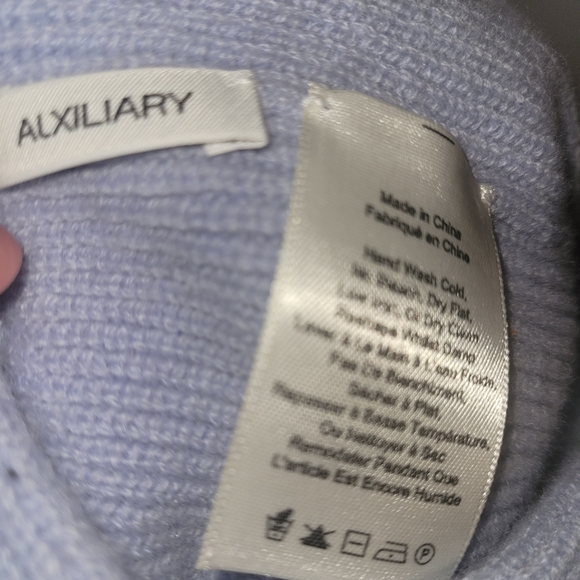 AUXILIARY
Made in China
Fabriqué en Chine
Hand Wash Cold,
No Bleach, Dry Flat,
Low Iron, Or Dry Clean
Reshape Whilst Damp
Laver À Le Main À L'eau Froide,
Pas De Blanchiment,
Sécher À Plat,
Repasser À Basse Température,
Ou Nettoyer À Sec
Remodeler Pendant Que
L'article Est Encore Humide
P